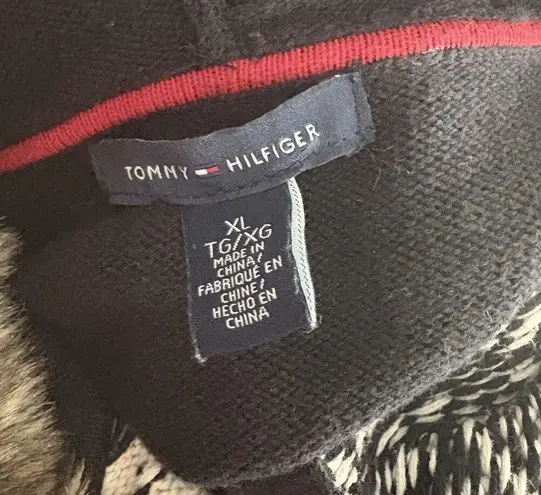 TOMMY HILFIGER
XL
TG/XG
MADE IN
CHINA/
FABRIQUÉ EN
CHINE/
HECHO EN
CHINA